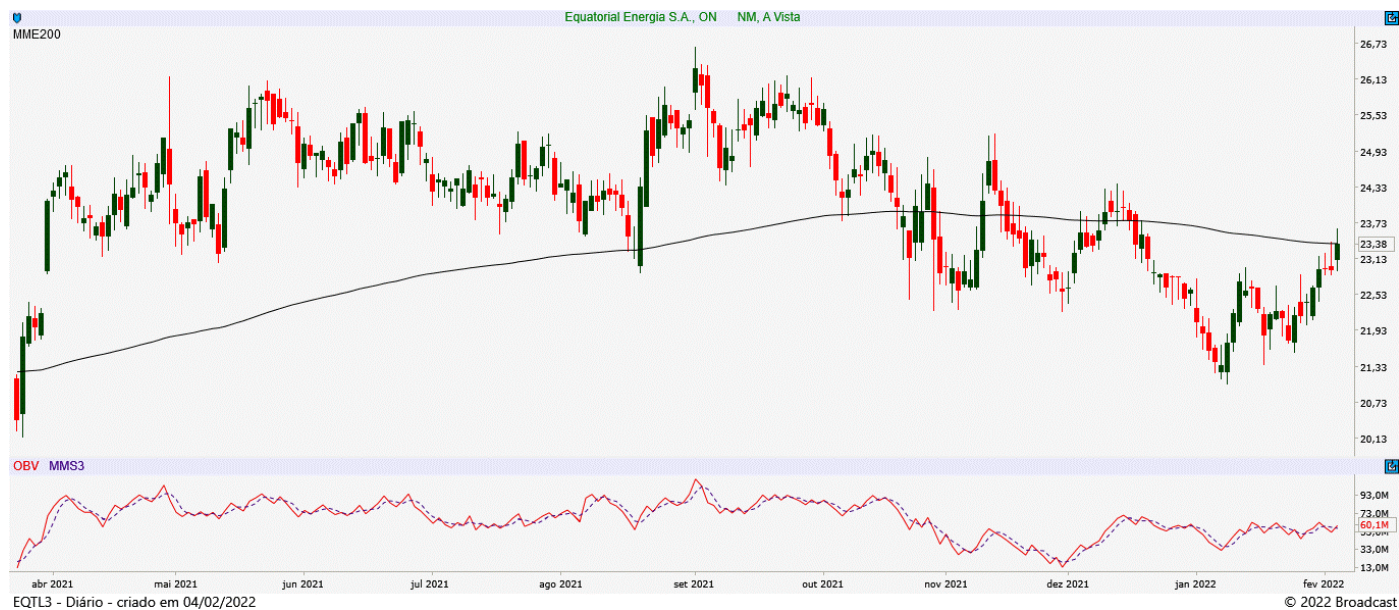 Equatorial Energia S.A., ON NM, A Vista
MME200
26,73
26,13
25,53
24,93
24,33
23,73
23,38
23,13
22,53
21,93
21,33
20,73
20,13
OBV MMS3
93,0M
73,0M
60,1M
33,0M
13,0M
abr 2021 mai 2021 jun 2021 jul 2021 ago 2021 set 2021 out 2021 nov 2021 dez 2021 jan 2022 fev 2022
EQTL3 - Diário - criado em 04/02/2022 © 2022 Broadcast